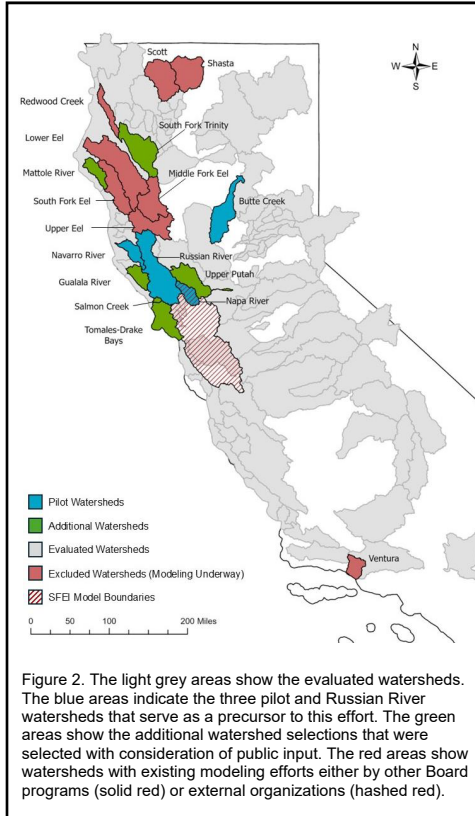 Scott
Shasta
N
W E
S
Redwood Creek
South Fork Trinity
Lower Eel
Mattole River
Middle Fork Eel
South Fork Eel
Butte Creek
Upper Eel
Navarro River
Russian River
Upper Putah
Gualala River
Salmon Creek
Napa River
Tomales-Drake
Bays
Pilot Watersheds
Additional Watersheds
Evaluated Watersheds
Excluded Watersheds (Modeling Underway)
SFEI Model Boundaries
Ventura
0 50 100 200 Miles
Figure 2. The light grey areas show the evaluated watersheds.
The blue areas indicate the three pilot and Russian River
watersheds that serve as a precursor to this effort. The green
areas show the additional watershed selections that were
selected with consideration of public input. The red areas show
watersheds with existing modeling efforts either by other Board
programs (solid red) or external organizations (hashed red).